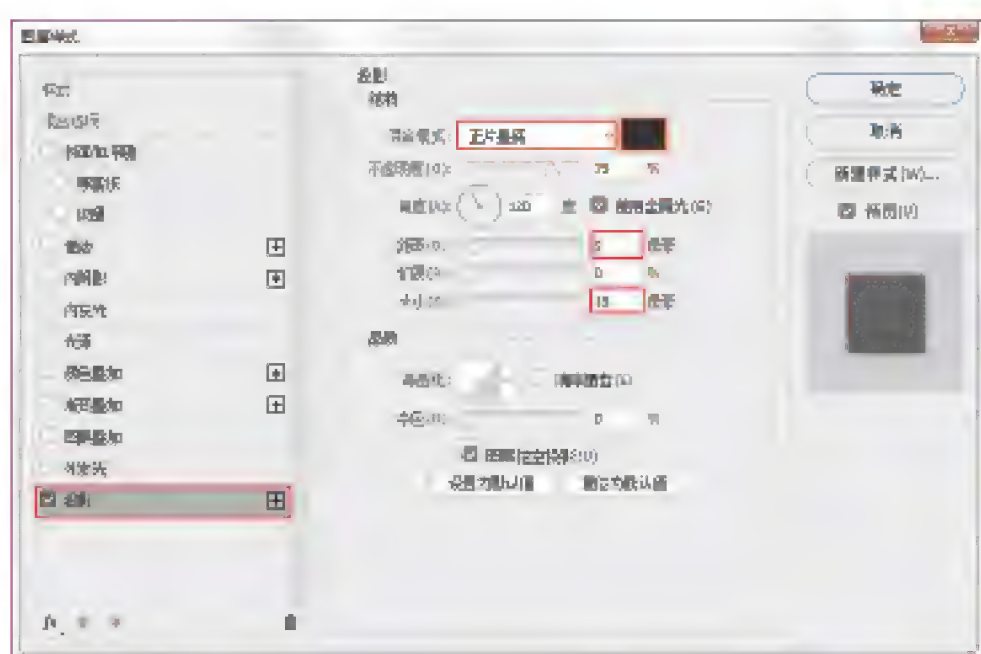 图层样式
样式
混合选项
斜面和浮雕
等高线
纹理
描边
内阴影
内发光
光泽
颜色叠加
渐变叠加
图案叠加
外发光
投影
投影
结构
混合模式: 正片叠底
不透明度(O): 75 %
角度(A): 120 度 使用全局光(G)
距离(D): 像素
扩展(R): 0 %
大小(S): 像素
品质
等高线: 消除锯齿(L)
杂色(N): 0 %
图层挖空投影(U)
设置为默认值 复位为默认值
确定
取消
新建样式(W)...
预览(V)
fx